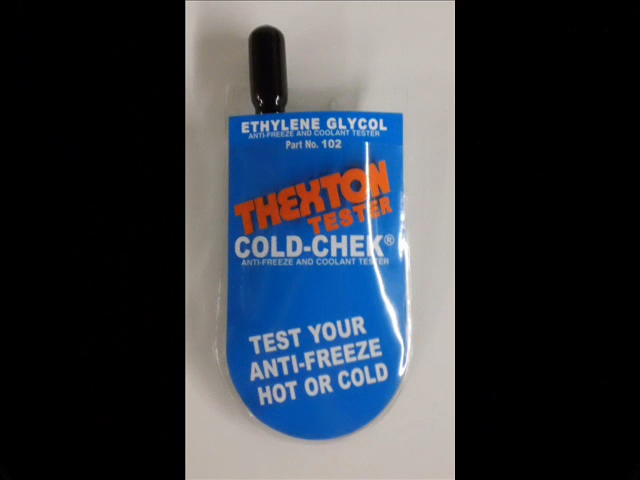 ETHYLENE GLYCOL
ANTI-FREEZE AND COOLANT TESTER
Part No. 102
THEXTON
TESTER
COLD-CHEK®
ANTI-FREEZE AND COOLANT TESTER
TEST YOUR
ANTI-FREEZE
HOT OR COLD